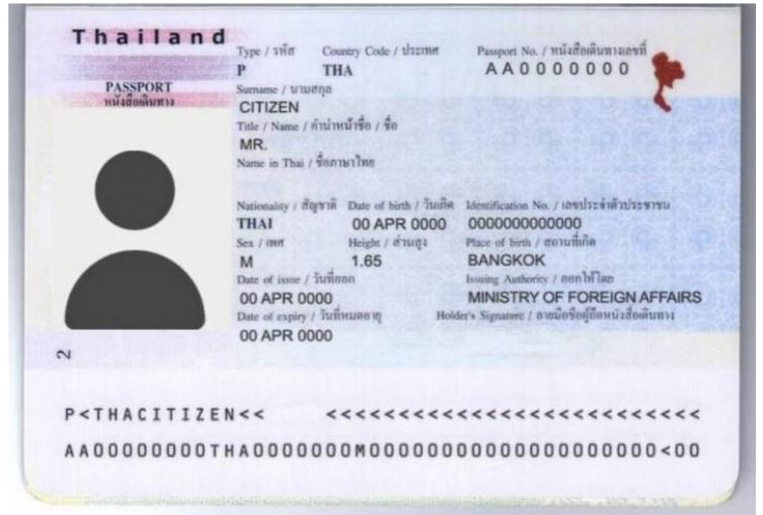 Thailand
PASSPORT
หนังสือเดินทาง
Type / รหัส Country Code / ประเทศ Passport No. / หนังสือเดินทางเลขที่
P THA AA0000000
Surname / นามสกุล
CITIZEN
Title / Name / คำนำหน้าชื่อ / ชื่อ
MR.
Name in Thai / ชื่อภาษาไทย
Nationality / สัญชาติ Date of birth / วันเกิด Identification No. / เลขประจำตัวประชาชน
THAI 00 APR 0000 0000000000000
Sex / เพศ Height / ส่วนสูง Place of birth / สถานที่เกิด
M 1.65 BANGKOK
Date of issue / วันที่ออก Issuing Authority / ออกให้โดย
00 APR 0000 MINISTRY OF FOREIGN AFFAIRS
Date of expiry / วันที่หมดอายุ Holder's Signature / ลายมือชื่อผู้ถือหนังสือเดินทาง
00 APR 0000
2
P<THACITIZEN<< <<<<<<<<<<<<<<<<<<<<<<<<<<
AA00000000THA0000000M0000000000000000000000<00